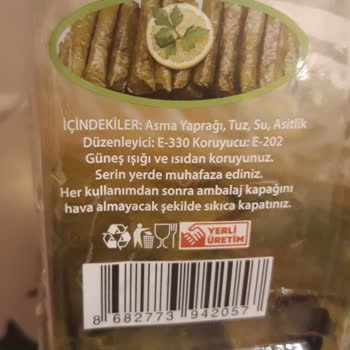 İÇİNDEKİLER: Asma Yaprağı, Tuz, Su, Asitlik
Düzenleyici: E-330 Koruyucu: E-202
Güneş ışığı ve ısıdan koruyunuz.
Serin yerde muhafaza ediniz.
Her kullanımdan sonra ambalaj kapağını
hava almayacak şekilde sıkıca kapatınız.
YERLİ
ÜRETİM
8 682773 942057